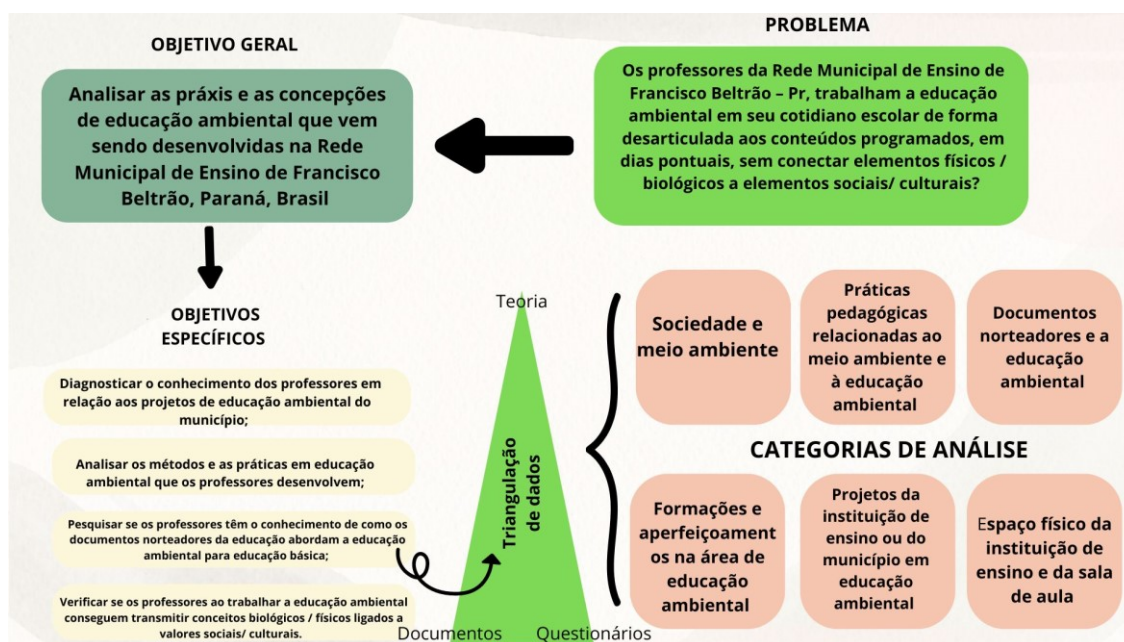 PROBLEMA
Os professores da Rede Municipal de Ensino de
Francisco Beltrão – Pr, trabalham a educação
ambiental em seu cotidiano escolar de forma
desarticulada aos conteúdos programados, em
dias pontuais, sem conectar elementos físicos /
biológicos a elementos sociais/ culturais?
OBJETIVO GERAL
Analisar as práxis e as concepções
de educação ambiental que vem
sendo desenvolvidas na Rede
Municipal de Ensino de Francisco
Beltrão, Paraná, Brasil
OBJETIVOS
ESPECÍFICOS
Diagnosticar o conhecimento dos professores em
relação aos projetos de educação ambiental do
município;
Analisar os métodos e as práticas em educação
ambiental que os professores desenvolvem;
Pesquisar se os professores têm o conhecimento de como os
documentos norteadores da educação abordam a educação
ambiental para educação básica;
Verificar se os professores ao trabalhar a educação ambiental
conseguem transmitir conceitos biológicos / físicos ligados a
valores sociais/ culturais.
Teoria
Triangulação
de dados
Documentos
Questionários
Sociedade e
meio ambiente
Práticas
pedagógicas
relacionadas ao
meio ambiente e
à educação
ambiental
Documentos
norteadores e a
educação
ambiental
CATEGORIAS DE ANÁLISE
Formações e
aperfeiçoament
os na área de
educação
ambiental
Projetos da
instituição de
ensino ou do
município em
educação
ambiental
Espaço físico da
instituição de
ensino e da sala
de aula